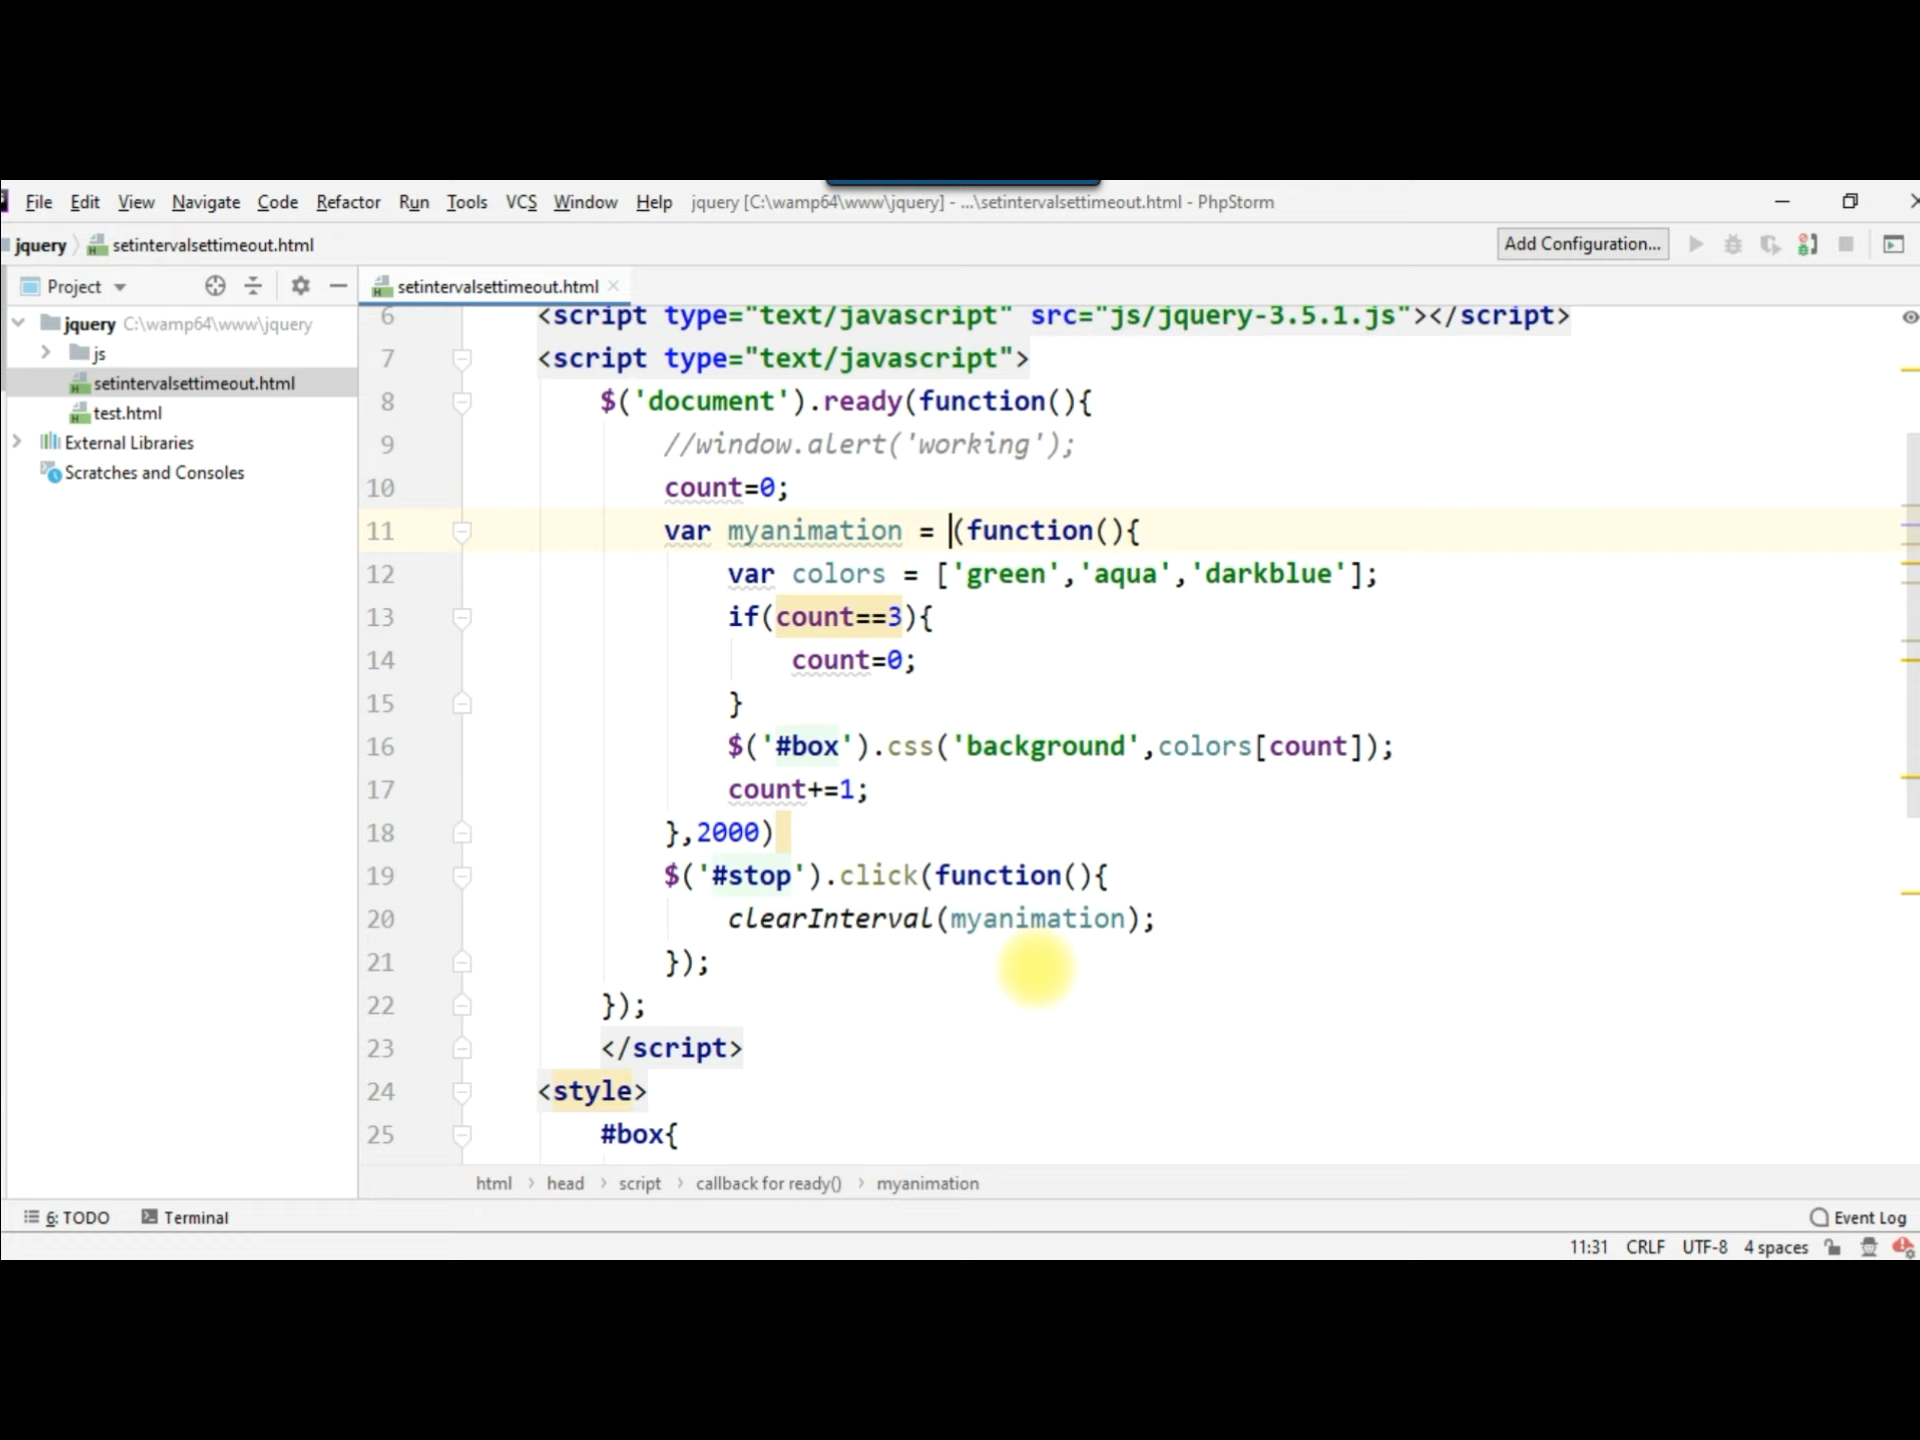 File Edit View Navigate Code Refactor Run Tools VCS Window Help jquery [C:\wamp64\www\jquery] - ...\setintervalsettimeout.html - PhpStorm
jquery setintervalsettimeout.html Add Configuration...
Project setintervalsettimeout.html
jquery C:\wamp64\www\jquery
js
setintervalsettimeout.html
test.html
External Libraries
Scratches and Consoles
6 <script type="text/javascript" src="js/jquery-3.5.1.js"></script>
7 <script type="text/javascript">
8 $('document').ready(function(){
9 //window.alert('working');
10 count=0;
11 var myanimation = (function(){
12 var colors = ['green','aqua','darkblue'];
13 if(count==3){
14 count=0;
15 }
16 $('#box').css('background',colors[count]);
17 count+=1;
18 },2000)
19 $('#stop').click(function(){
20 clearInterval(myanimation);
21 });
22 });
23 </script>
24 <style>
25 #box{
html head script callback for ready() myanimation
6: TODO Terminal Event Log
11:31 CRLF UTF-8 4 spaces